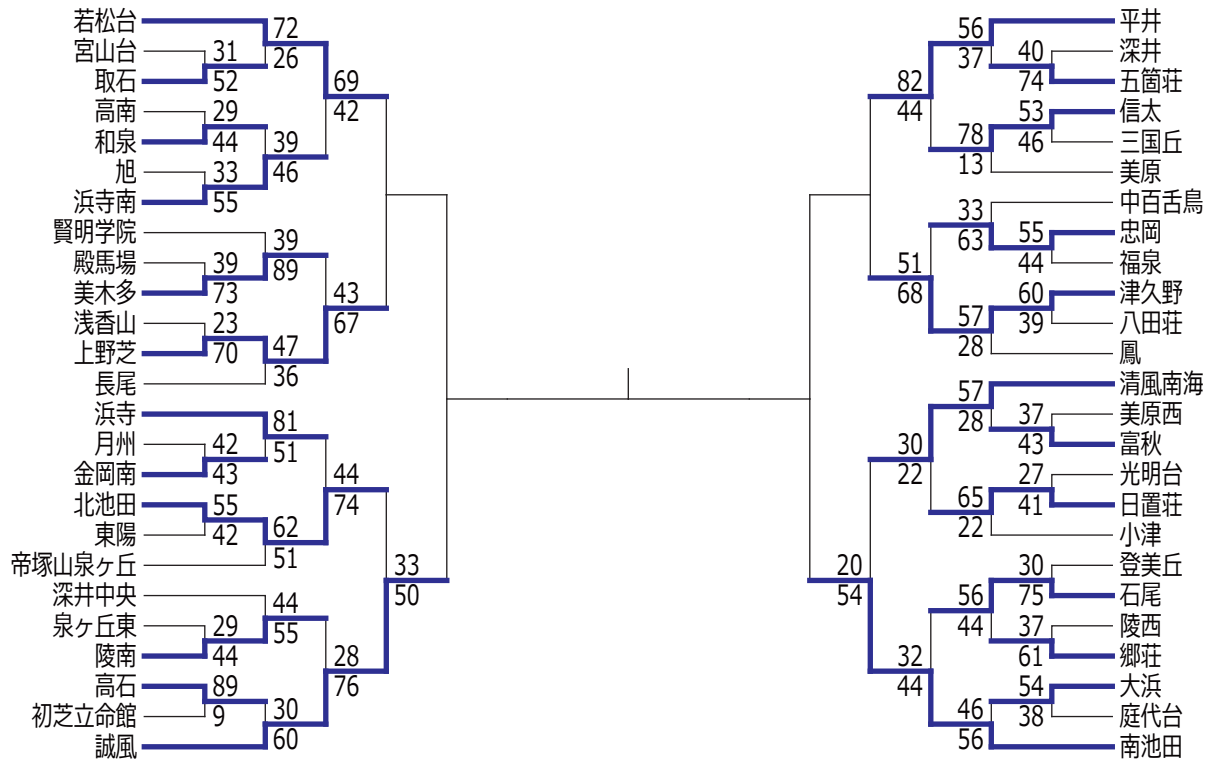 若松台
宮山台
取石
高南
和泉
旭
浜寺南
賢明学院
殿馬場
美木多
浅香山
上野芝
長尾
浜寺
月州
金岡南
北池田
東陽
帝塚山泉ヶ丘
深井中央
泉ヶ丘東
陵南
高石
初芝立命館
誠風
31
52
29
44
33
55
39
73
23
70
42
43
55
42
29
44
89
9
72
26
39
46
39
89
47
36
81
51
62
51
44
55
30
60
69
42
43
67
44
74
28
76
33
50
20
54
82
44
51
68
30
22
32
44
56
37
78
13
33
63
57
28
57
28
65
22
56
44
46
56
40
74
53
46
55
44
60
39
37
43
27
41
30
75
37
61
54
38
平井
深井
五箇荘
信太
三国丘
美原
中百舌鳥
忠岡
福泉
津久野
八田荘
鳳
清風南海
美原西
富秋
光明台
日置荘
小津
登美丘
石尾
陵西
郷荘
大浜
庭代台
南池田